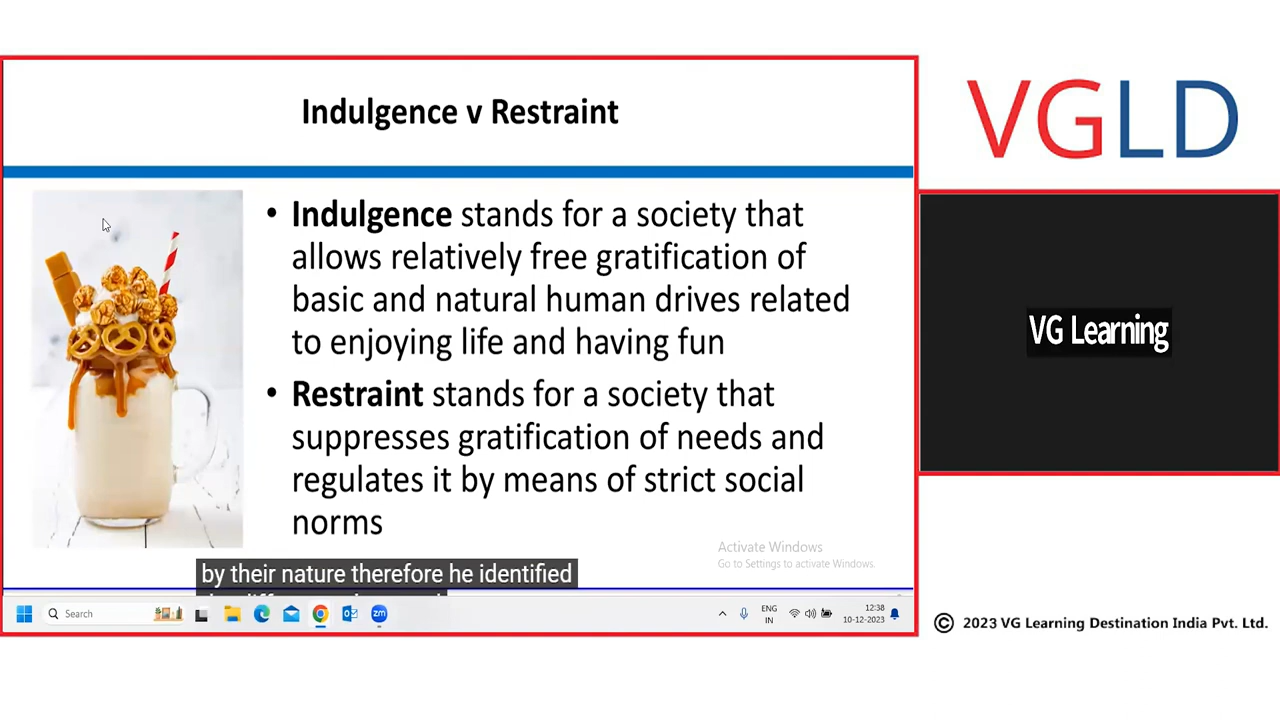 Indulgence v Restraint
• Indulgence stands for a society that
allows relatively free gratification of
basic and natural human drives related
to enjoying life and having fun
• Restraint stands for a society that
suppresses gratification of needs and
regulates it by means of strict social
norms
Activate Windows
Go to Settings to activate Windows.
by their nature therefore he identified
Search
zm
ENG
IN
12:38
10-12-2023
VGLD
VG Learning
© 2023 VG Learning Destination India Pvt. Ltd.